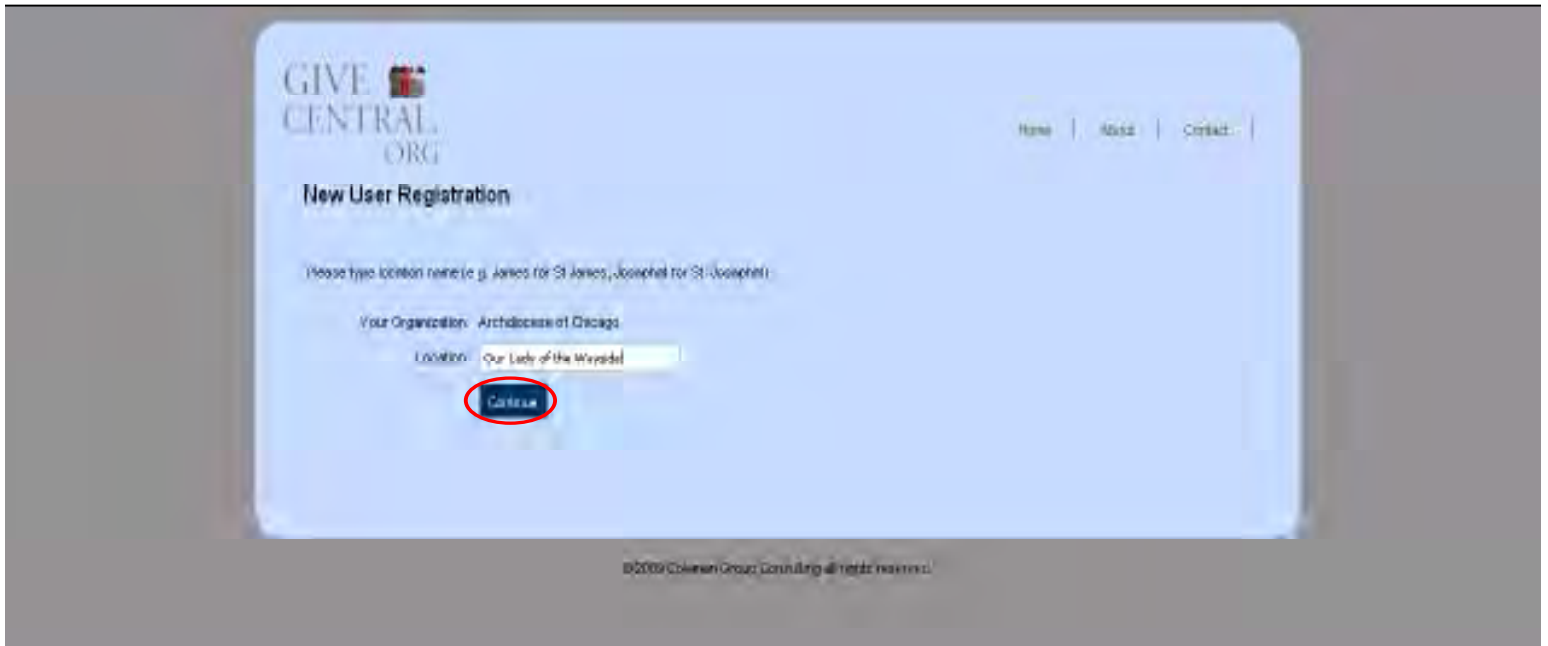 GIVE
CENTRAL
ORG
Home | About | Contact |
New User Registration
Please type location name (e.g. James for St James, Josephat for St. Josephat)
Your Organization: Archdiocese of Chicago
Location: Our Lady of the Wayside
Continue
©2009 Coleman Group Consulting all rights reserved.